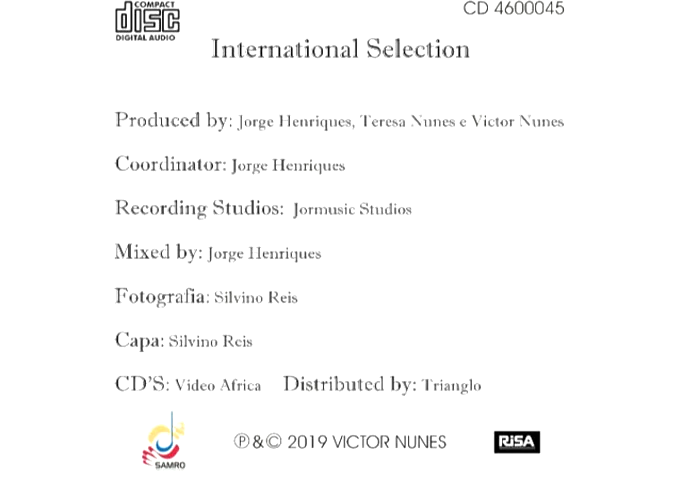 COMPACT
disc
DIGITAL AUDIO
CD 4600045
International Selection
Produced by: Jorge Henriques, Teresa Nunes e Victor Nunes
Coordinator: Jorge Henriques
Recording Studios: Jormusic Studios
Mixed by: Jorge Henriques
Fotografia: Silvino Reis
Capa: Silvino Reis
CD'S: Video Africa Distributed by: Trianglo
SAMRO
℗&© 2019 VICTOR NUNES
RiSA